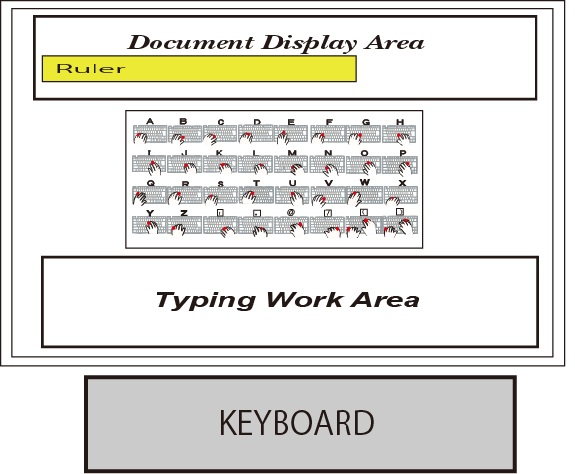 Document Display Area
Ruler
A B C D E F G H
I J K L M N O P
Q R S T U V W X
Y Z : , @ / [ ]
Typing Work Area
KEYBOARD